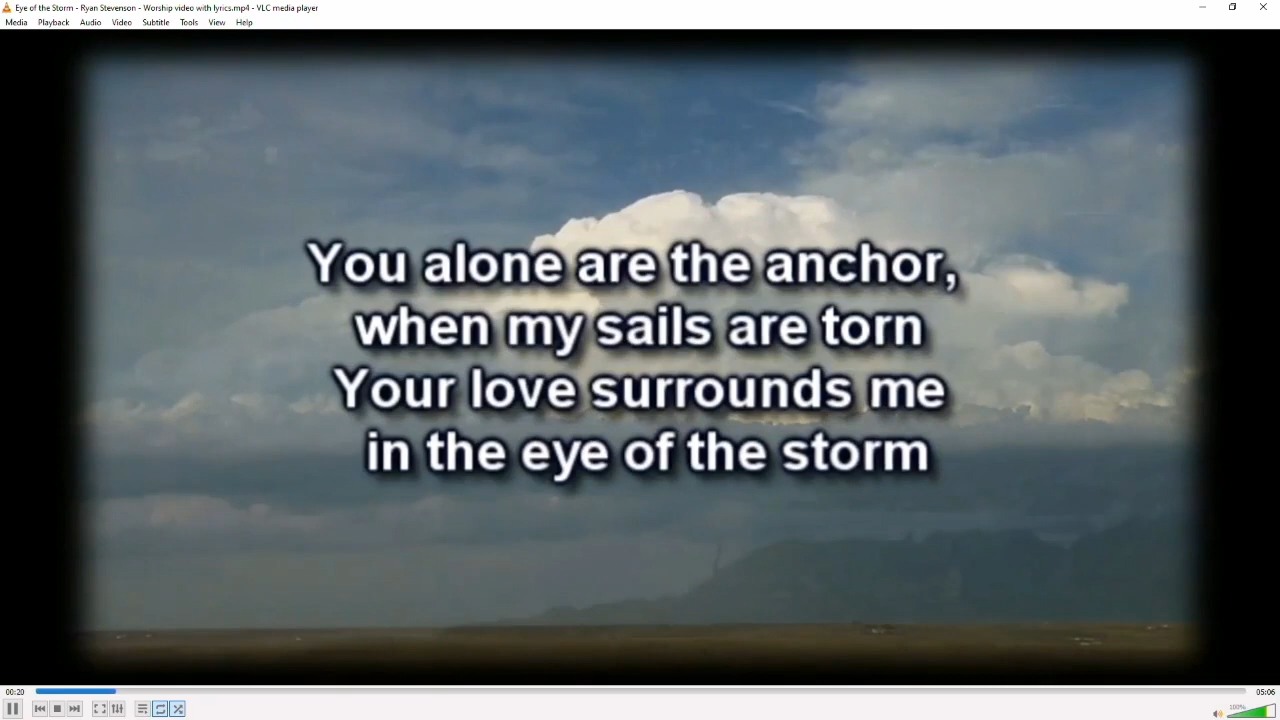 Eye of the Storm - Ryan Stevenson - Worship video with lyrics.mp4 - VLC media player
Media Playback Audio Video Subtitle Tools View Help
You alone are the anchor,
when my sails are torn
Your love surrounds me
in the eye of the storm
00:20 05:06
100%